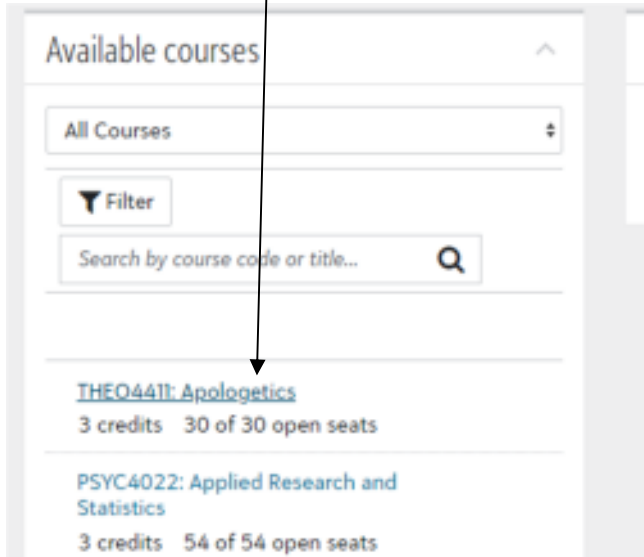 Available courses
All Courses
Filter
Search by course code or title...
THEO4411: Apologetics
3 credits 30 of 30 open seats
PSYC4022: Applied Research and
Statistics
3 credits 54 of 54 open seats